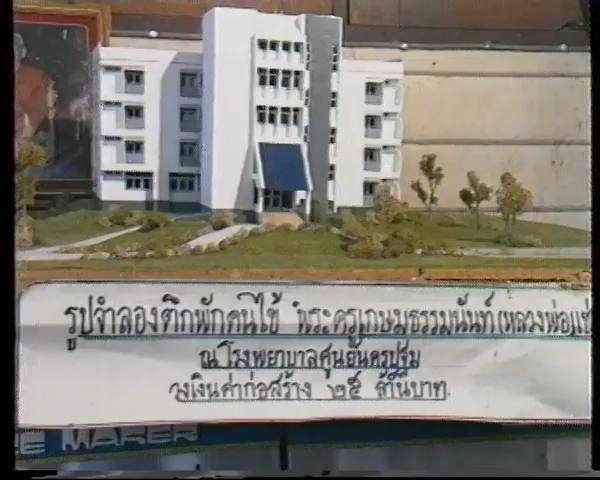 รูปจำลองตึกพักคนไข้ พระครูเกษมธรรมนันท์ (หลวงพ่อแช่
ณ โรงพยาบาลศูนย์นครปฐม
วงเงินค่าก่อสร้าง ๒๕ ล้านบาท.
MAKER